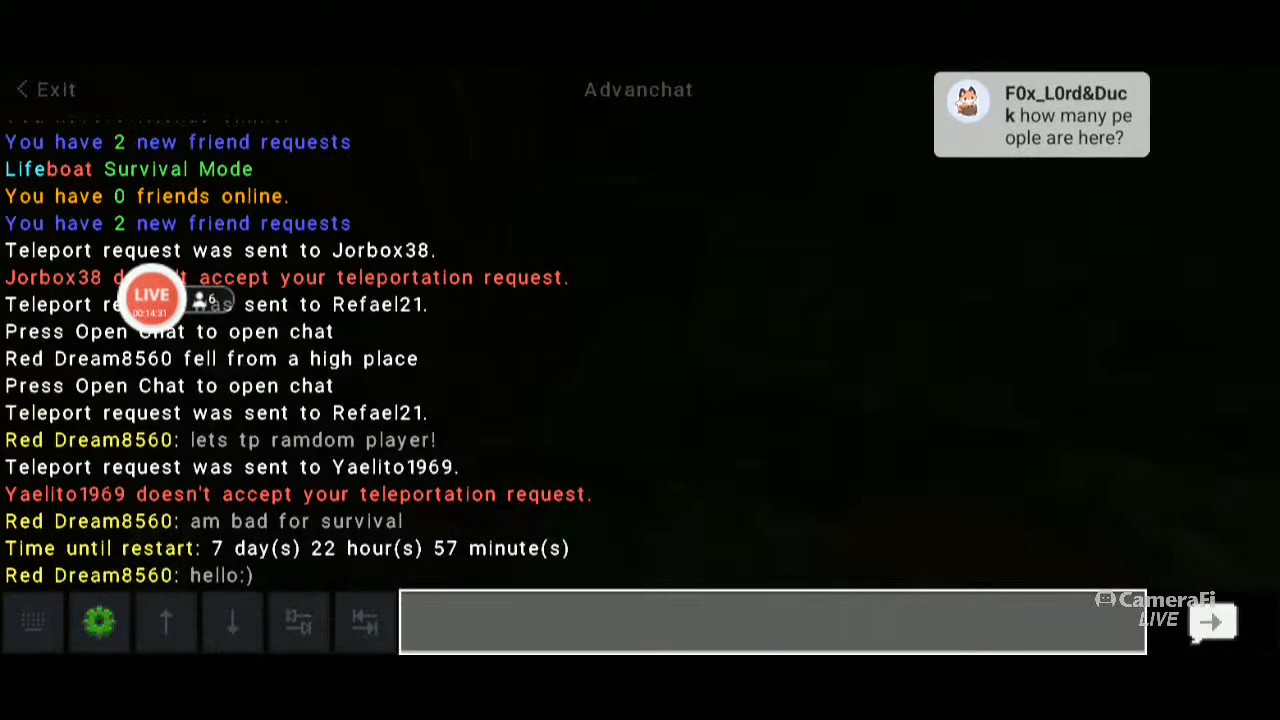 Exit
Advanchat
F0x_L0rd&Duc
k how many pe
ople are here?
You have 2 new friend requests
Lifeboat Survival Mode
You have 0 friends online.
You have 2 new friend requests
Teleport request was sent to Jorbox38.
Jorbox38 accept your teleportation request.
LIVE
00:14:31
6
Teleport sent to Refael21.
Press Open Chat to open chat
Red Dream8560 fell from a high place
Press Open Chat to open chat
Teleport request was sent to Refael21.
Red Dream8560: lets tp ramdom player!
Teleport request was sent to Yaelito1969.
Yaelito1969 doesn't accept your teleportation request.
Red Dream8560: am bad for survival
Time until restart: 7 day(s) 22 hour(s) 57 minute(s)
Red Dream8560: hello:)
CameraFi
LIVE